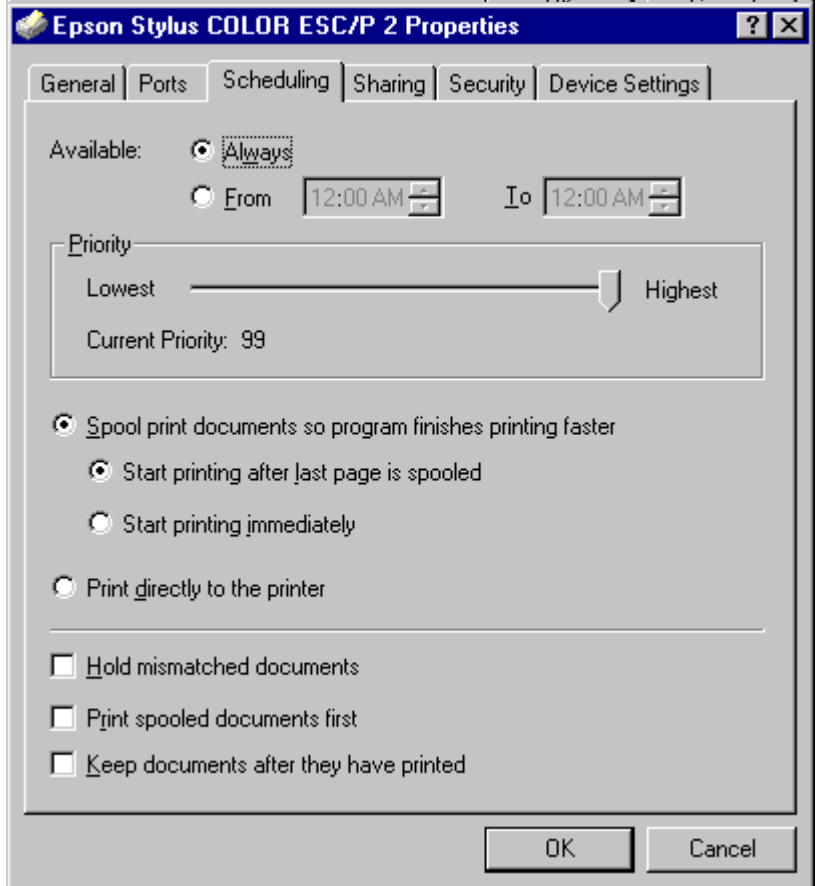 Epson Stylus COLOR ESC/P 2 Properties
General Ports Scheduling Sharing Security Device Settings
Available: Always
From 12:00 AM To 12:00 AM
Priority
Lowest Highest
Current Priority: 99
Spool print documents so program finishes printing faster
Start printing after last page is spooled
Start printing immediately
Print directly to the printer
Hold mismatched documents
Print spooled documents first
Keep documents after they have printed
OK Cancel